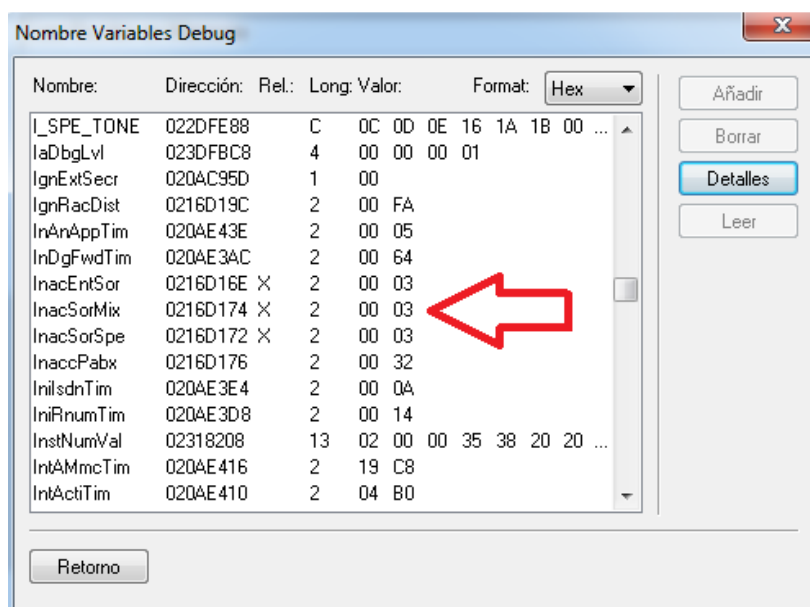 Nombre Variables Debug
Nombre: Dirección: Rel.: Long: Valor: Format: Hex
I_SPE_TONE 022DFE88 C 0C 0D 0E 16 1A 1B 00 ...
IaDbgLvl 023DFBC8 4 00 00 00 01
IgnExtSecr 020AC95D 1 00
IgnRacDist 0216D19C 2 00 FA
InAnAppTim 020AE43E 2 00 05
InDgFwdTim 020AE3AC 2 00 64
InacEntSor 0216D16E X 2 00 03
InacSorMix 0216D174 X 2 00 03
InacSorSpe 0216D172 X 2 00 03
InaccPabx 0216D176 2 00 32
IniIsdnTim 020AE3E4 2 00 0A
IniRnumTim 020AE3D8 2 00 14
InstNumVal 02318208 13 02 00 00 35 38 20 20 ...
IntAMmcTim 020AE416 2 19 C8
IntActiTim 020AE410 2 04 B0
Añadir
Borrar
Detalles
Leer
Retorno